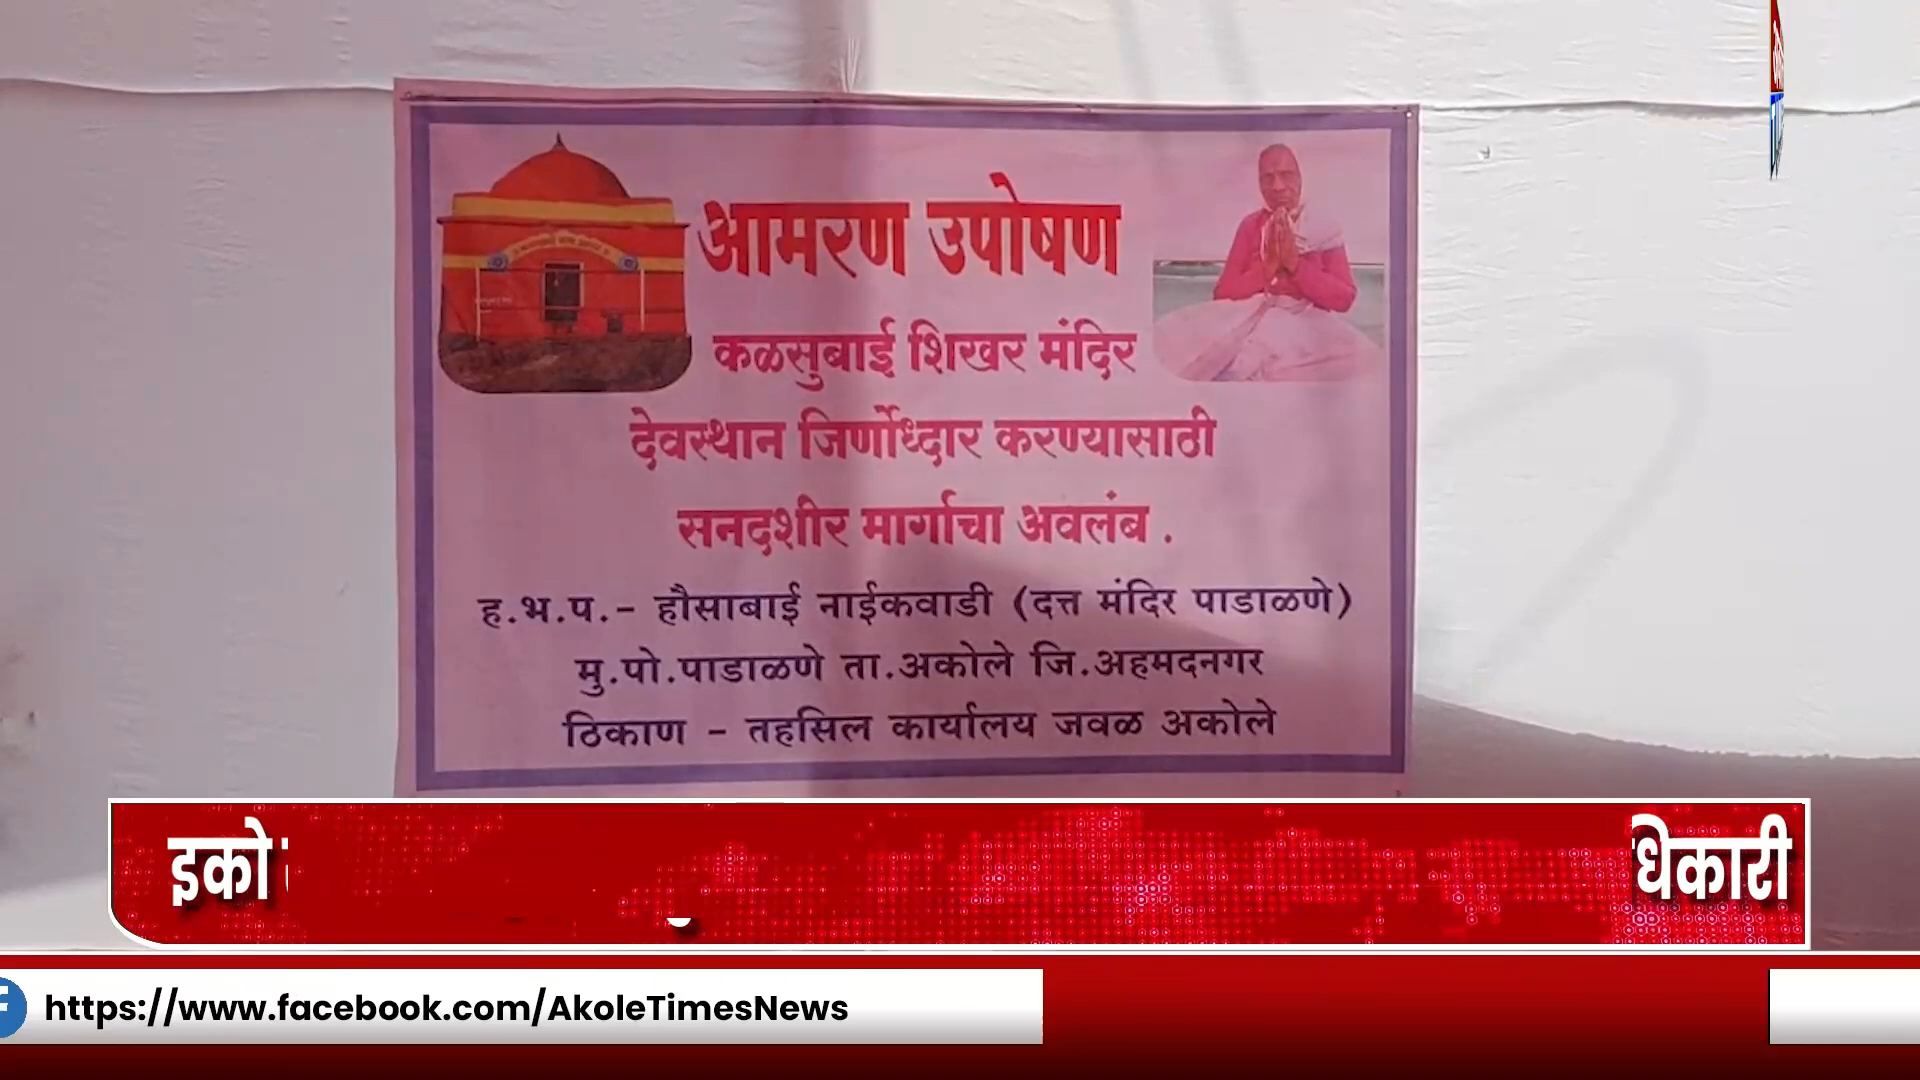 आमरण उपोषण
कळसुबाई शिखर मंदिर
देवस्थान जिर्णोध्दार करण्यासाठी
सनदशीर मार्गाचा अवलंब .
ह.भ.प.- हौसाबाई नाईकवाडी (दत्त मंदिर पाडाळणे)
मु.पो.पाडाळणे ता.अकोले जि.अहमदनगर
ठिकाण - तहसिल कार्यालय जवळ अकोले
इको
https://www.facebook.com/AkoleTimesNews